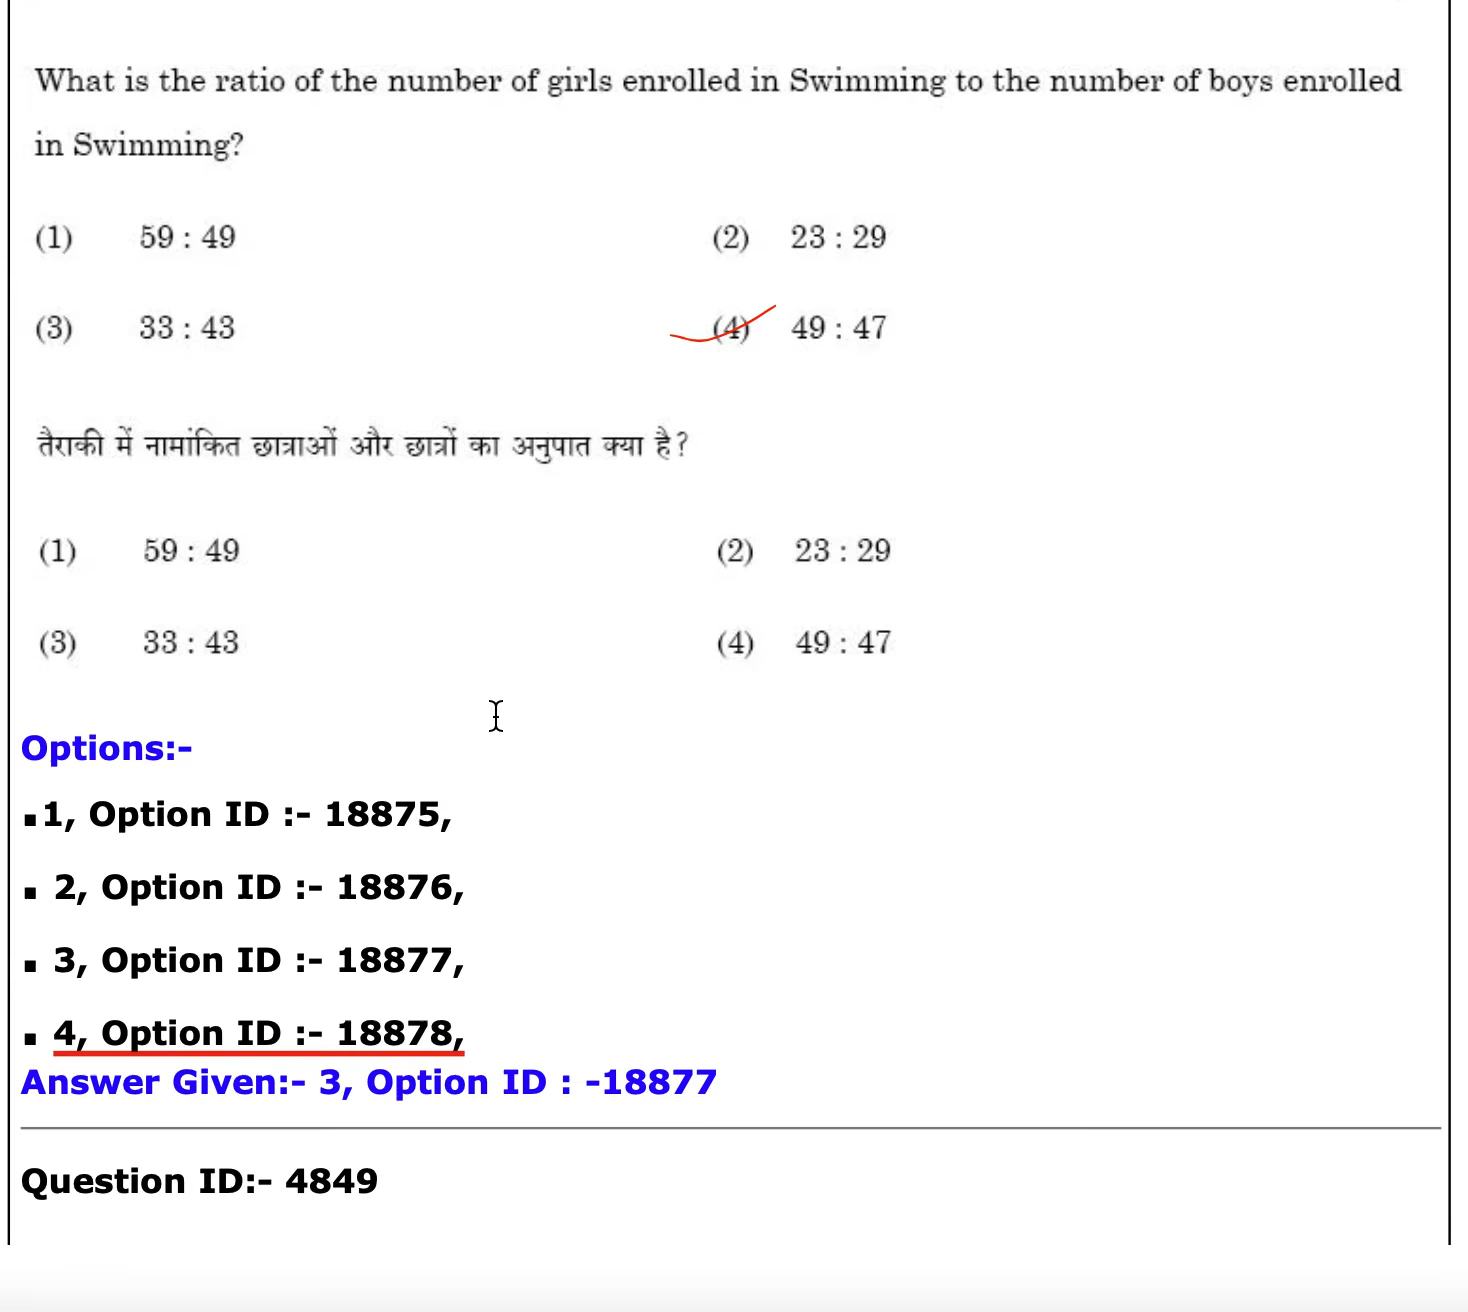 What is the ratio of the number of girls enrolled in Swimming to the number of boys enrolled
in Swimming?
(1) 59 : 49 (2) 23 : 29
(3) 33 : 43 (4) 49 : 47
तैराकी में नामांकित छात्राओं और छात्रों का अनुपात क्या है?
(1) 59 : 49 (2) 23 : 29
(3) 33 : 43 (4) 49 : 47
Options:-
1, Option ID :- 18875,
2, Option ID :- 18876,
3, Option ID :- 18877,
4, Option ID :- 18878,
Answer Given:- 3, Option ID : -18877
Question ID:- 4849